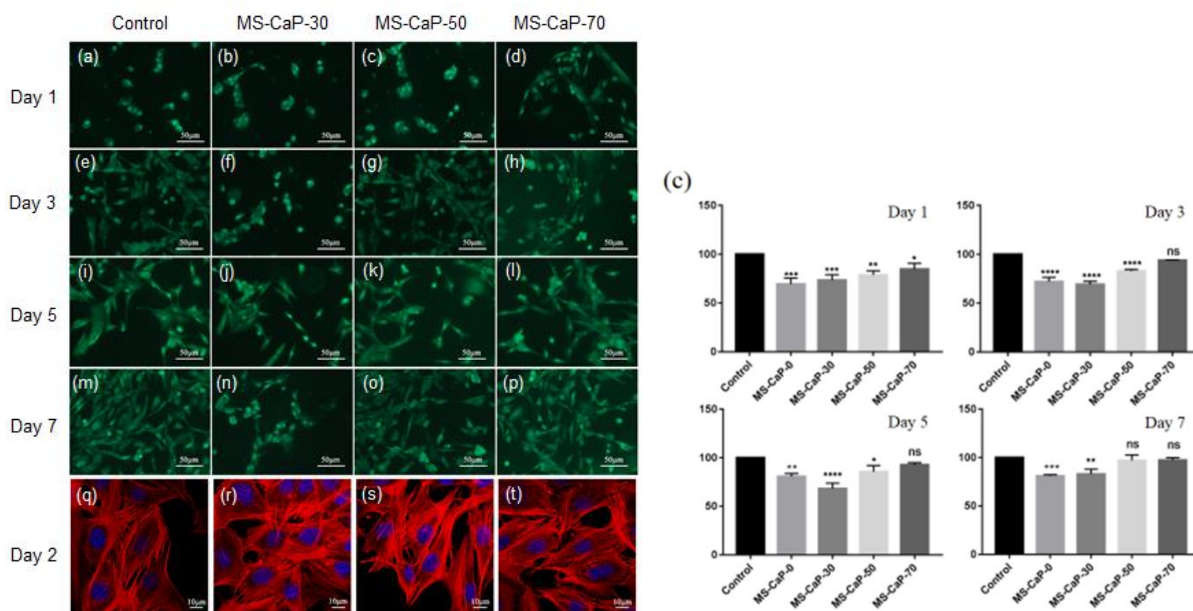 Control MS-CaP-30 MS-CaP-50 MS-CaP-70
Day 1
(a) (b) (c) (d)
50μm 50μm 50μm 50μm
Day 3
(e) (f) (g) (h)
50μm 50μm 50μm 50μm
Day 5
(i) (j) (k) (l)
50μm 50μm 50μm 50μm
Day 7
(m) (n) (o) (p)
50μm 50μm 50μm 50μm
Day 2
(q) (r) (s) (t)
10μm 10μm 10μm 10μm
(c)
Day 1
150
100
50
0
*** *** ** *
Control MS-CaP-0 MS-CaP-30 MS-CaP-50 MS-CaP-70
Day 3
150
100
50
0
**** **** **** ns
Control MS-CaP-0 MS-CaP-30 MS-CaP-50 MS-CaP-70
Day 5
150
100
50
0
** **** * ns
Control MS-CaP-0 MS-CaP-30 MS-CaP-50 MS-CaP-70
Day 7
150
100
50
0
*** ** ns ns
Control MS-CaP-0 MS-CaP-30 MS-CaP-50 MS-CaP-70